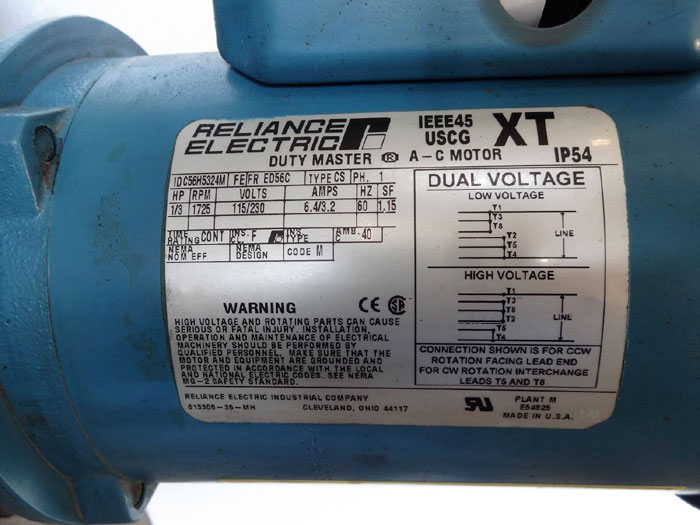 RELIANCE
ELECTRIC
DUTY MASTER ® A-C MOTOR
IEEE45
USCG
XT
IP54
ID C56H5324M FE FR ED56C TYPE CS PH. 1
HP RPM VOLTS AMPS HZ SF
1/3 1725 115/230 6.4/3.2 60 1.15
TIME RATING CONT INS. CL. F INS. TYPE AMB. C 40
NEMA NOM EFF NEMA DESIGN CODE M
WARNING
CE
HIGH VOLTAGE AND ROTATING PARTS CAN CAUSE
SERIOUS OR FATAL INJURY. INSTALLATION,
OPERATION AND MAINTENANCE OF ELECTRICAL
MACHINERY SHOULD BE PERFORMED BY
QUALIFIED PERSONNEL. MAKE SURE THAT THE
MOTOR AND EQUIPMENT ARE GROUNDED AND
PROTECTED IN ACCORDANCE WITH THE LOCAL
AND NATIONAL ELECTRIC CODES. SEE NEMA
MG-2 SAFETY STANDARD.
DUAL VOLTAGE
LOW VOLTAGE
T1
T3
T8
T2
T5
T4
LINE
HIGH VOLTAGE
T1
T3
T8
T2
T5
T4
LINE
CONNECTION SHOWN IS FOR CCW
ROTATION FACING LEAD END
FOR CW ROTATION INTERCHANGE
LEADS T5 AND T8
RELIANCE ELECTRIC INDUSTRIAL COMPANY
613306-35-MH CLEVELAND, OHIO 44117
PLANT M
E54825
MADE IN U.S.A.